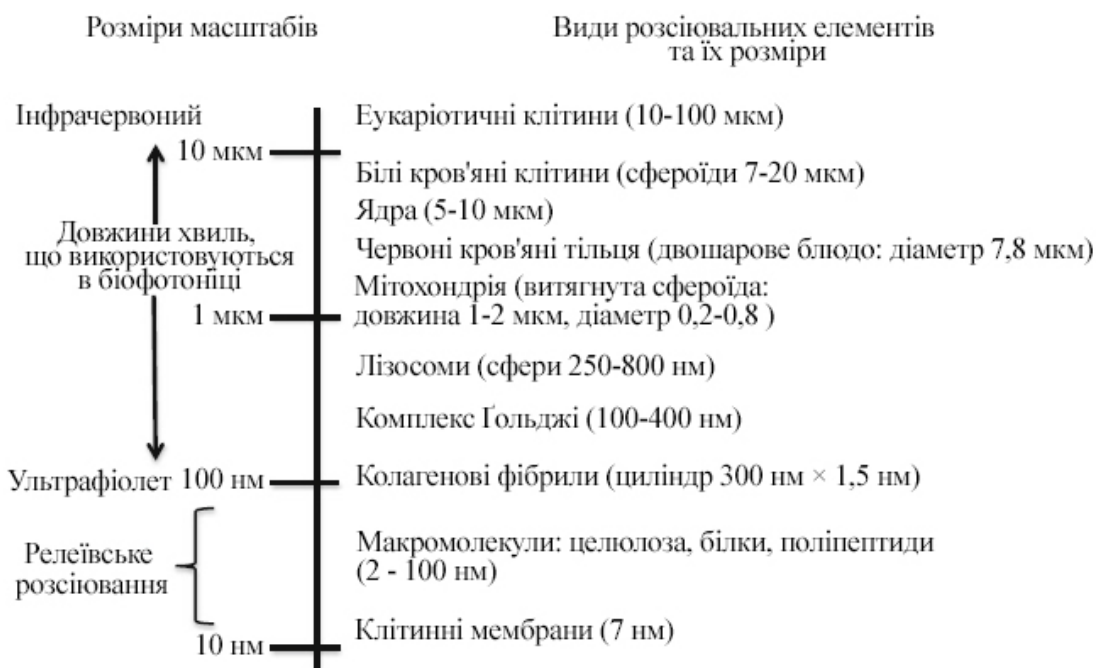 Розміри масштабів
Види розсіювальних елементів
та їх розміри
Інфрачервоний
10 мкм
Довжини хвиль,
що використовуються
в біофотоніці
1 мкм
Ультрафіолет 100 нм
Релеївське
розсіювання
10 нм
Еукаріотичні клітини (10-100 мкм)
Білі кров'яні клітини (сфероїди 7-20 мкм)
Ядра (5-10 мкм)
Червоні кров'яні тільця (двошарове блюдо: діаметр 7,8 мкм)
Мітохондрія (витягнута сфероїда:
довжина 1-2 мкм, діаметр 0,2-0,8 )
Лізосоми (сфери 250-800 нм)
Комплекс Ґольджі (100-400 нм)
Колагенові фібрили (циліндр 300 нм × 1,5 нм)
Макромолекули: целюлоза, білки, поліпептиди
(2 - 100 нм)
Клітинні мембрани (7 нм)